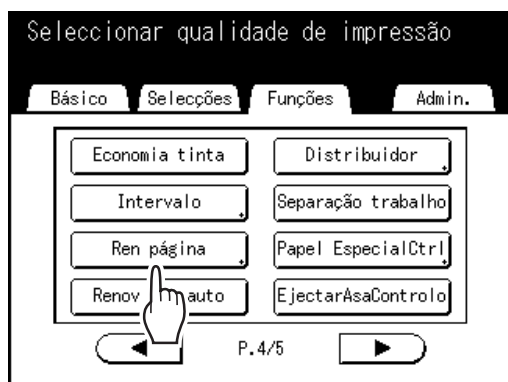 Seleccionar qualidade de impressão
Básico Selecções Funções Admin.
Economia tinta Distribuidor
Intervalo Separação trabalho
Ren página Papel EspecialCtrl
Renov auto EjectarAsaControlo
P.4/5